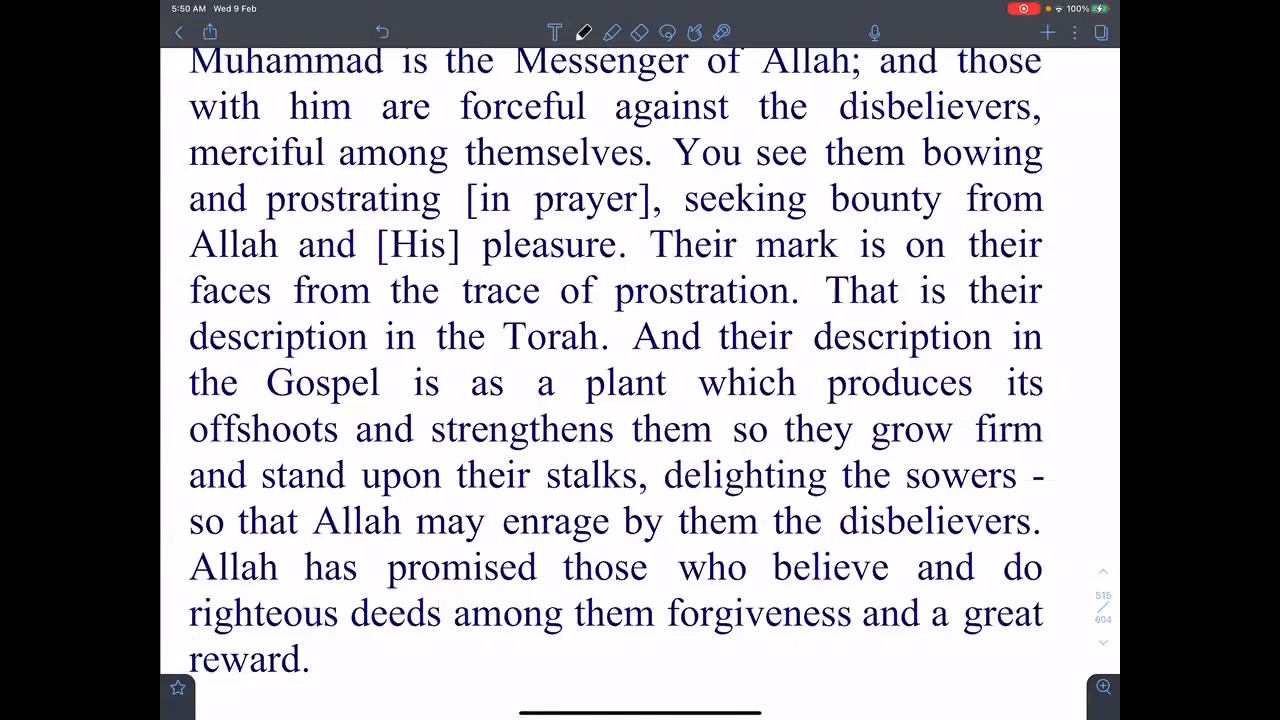 5:50 AM Wed 9 Feb 100%
T
Muhammad is the Messenger of Allah; and those
with him are forceful against the disbelievers,
merciful among themselves. You see them bowing
and prostrating [in prayer], seeking bounty from
Allah and [His] pleasure. Their mark is on their
faces from the trace of prostration. That is their
description in the Torah. And their description in
the Gospel is as a plant which produces its
offshoots and strengthens them so they grow firm
and stand upon their stalks, delighting the sowers -
so that Allah may enrage by them the disbelievers.
Allah has promised those who believe and do
righteous deeds among them forgiveness and a great
reward.
515
/
604